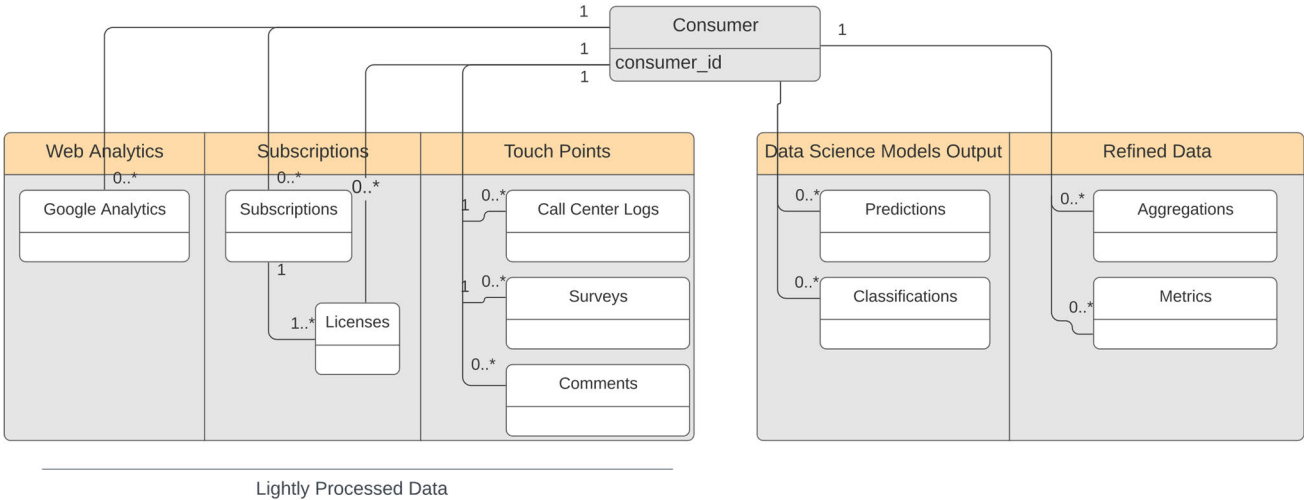 1
Consumer
1
1
consumer_id
1
Web Analytics
Subscriptions
Touch Points
Data Science Models Output
Refined Data
0..*
0..*
0..*
Google Analytics
Subscriptions
1
0..*
Call Center Logs
0..*
Predictions
0..*
Aggregations
1
1
0..*
Surveys
0..*
Classifications
0..*
Metrics
1..*
Licenses
0..*
Comments
Lightly Processed Data